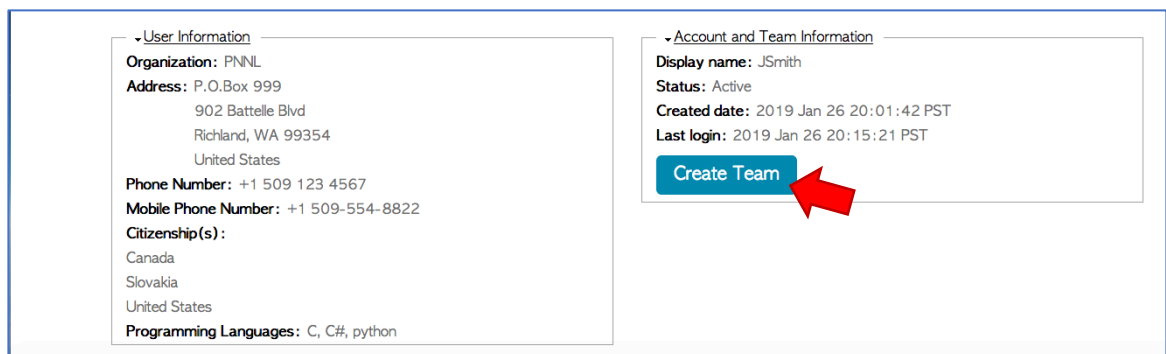 User Information
Organization: PNNL
Address: P.O.Box 999
902 Battelle Blvd
Richland, WA 99354
United States
Phone Number: +1 509 123 4567
Mobile Phone Number: +1 509-554-8822
Citizenship(s):
Canada
Slovakia
United States
Programming Languages: C, C#, python
Account and Team Information
Display name: JSmith
Status: Active
Created date: 2019 Jan 26 20:01:42 PST
Last login: 2019 Jan 26 20:15:21 PST
Create Team